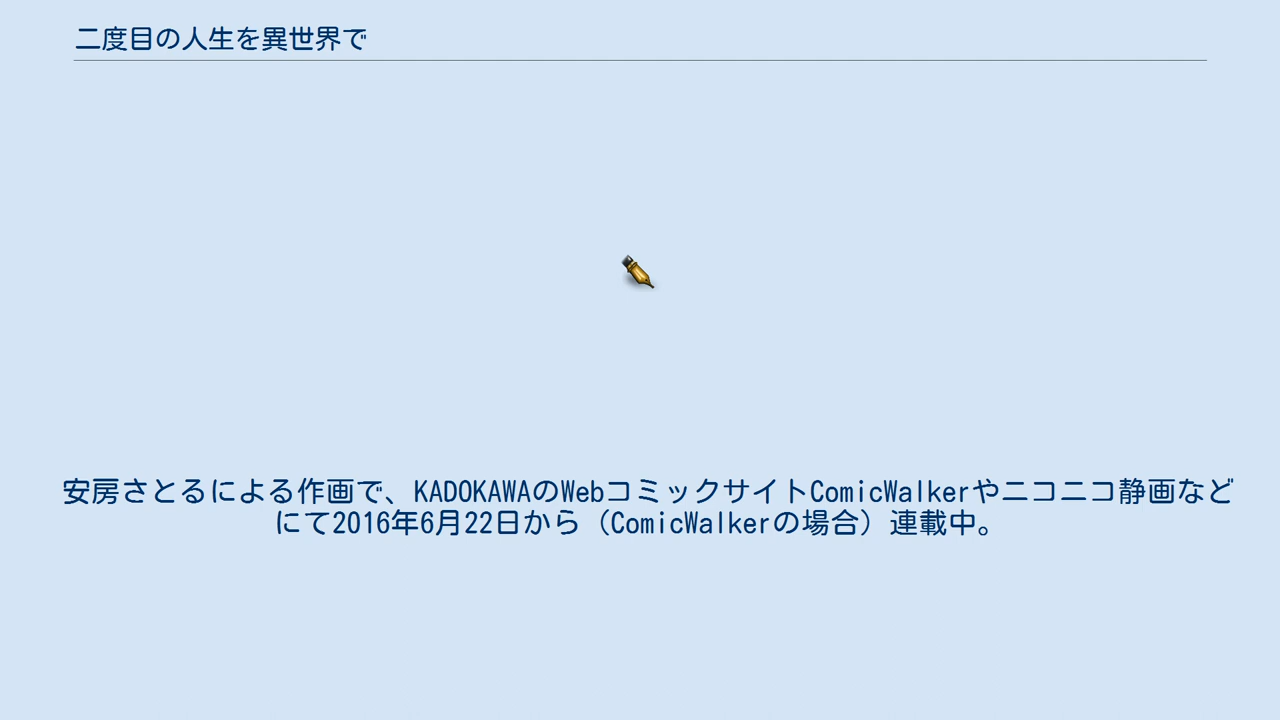 二度目の人生を異世界で
安房さとるによる作画で、KADOKAWAのWebコミックサイトComicWalkerやニコニコ静画など
にて2016年6月22日から（ComicWalkerの場合）連載中。